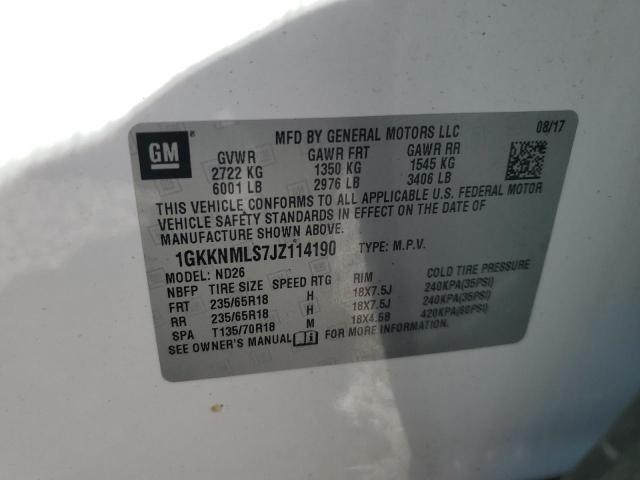 GM
MFD BY GENERAL MOTORS LLC 08/17
GVWR GAWR FRT GAWR RR
2722 KG 1350 KG 1545 KG
6001 LB 2976 LB 3406 LB
THIS VEHICLE CONFORMS TO ALL APPLICABLE U.S. FEDERAL MOTOR
VEHICLE SAFETY STANDARDS IN EFFECT ON THE DATE OF
MANUFACTURE SHOWN ABOVE.
1GKKNMLS7JZ114190 TYPE: M.P.V.
MODEL: ND26
NBFP TIRE SIZE SPEED RTG RIM COLD TIRE PRESSURE
FRT 235/65R18 H 18X7.5J 240KPA(35PSI)
RR 235/65R18 H 18X7.5J 240KPA(35PSI)
SPA T135/70R18 M 18X4.5B 420KPA(60PSI)
SEE OWNER'S MANUAL FOR MORE INFORMATION.